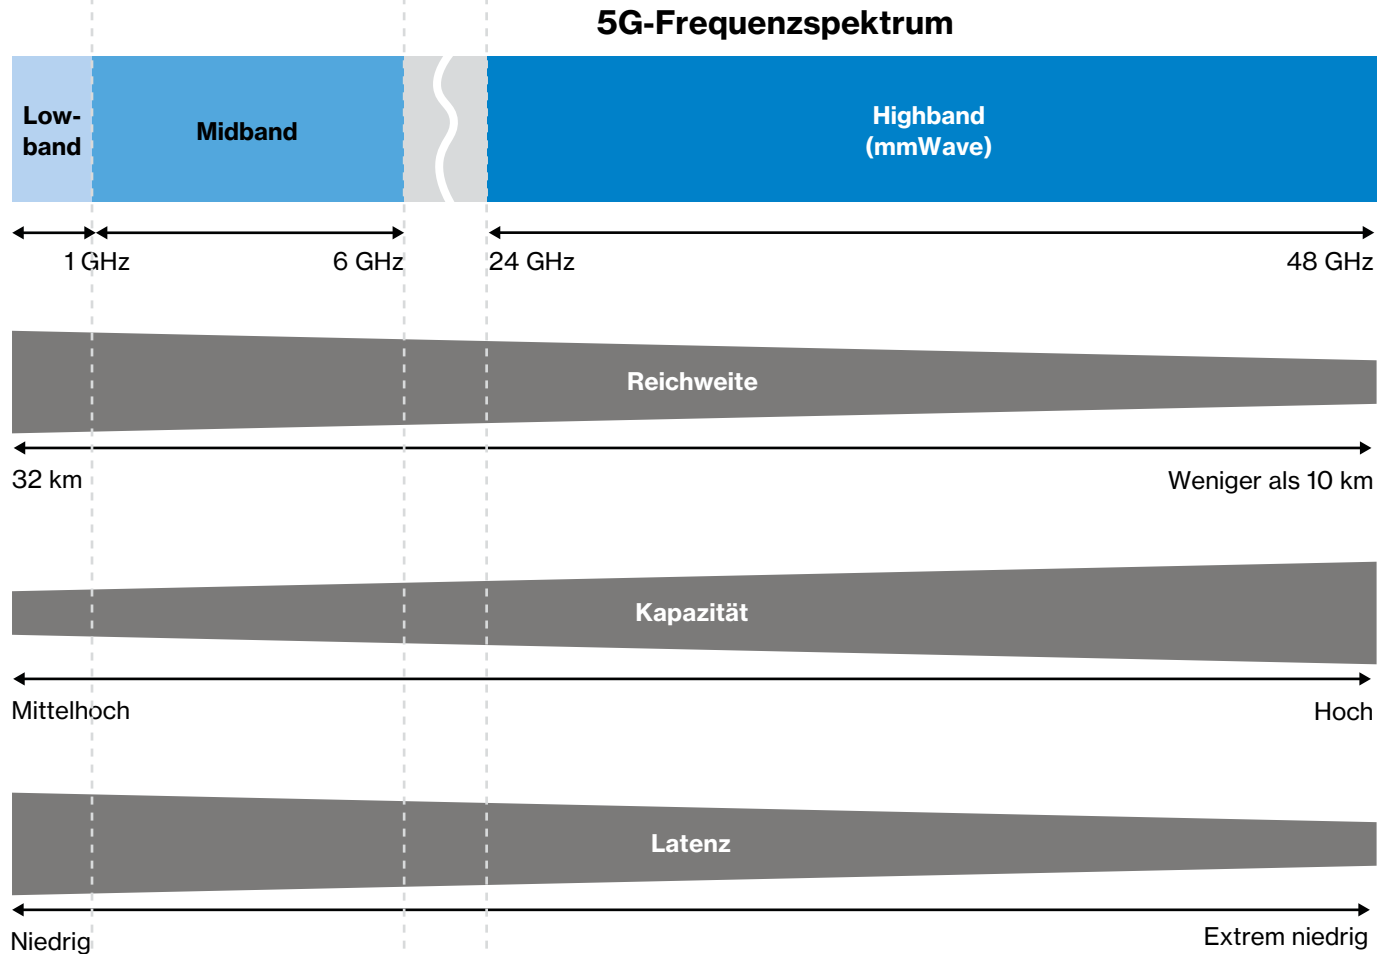 5G-Frequenzspektrum
Low-
band
Midband
Highband
(mmWave)
1 GHz
6 GHz
24 GHz
48 GHz
Reichweite
32 km
Weniger als 10 km
Kapazität
Mittelhoch
Hoch
Latenz
Niedrig
Extrem niedrig